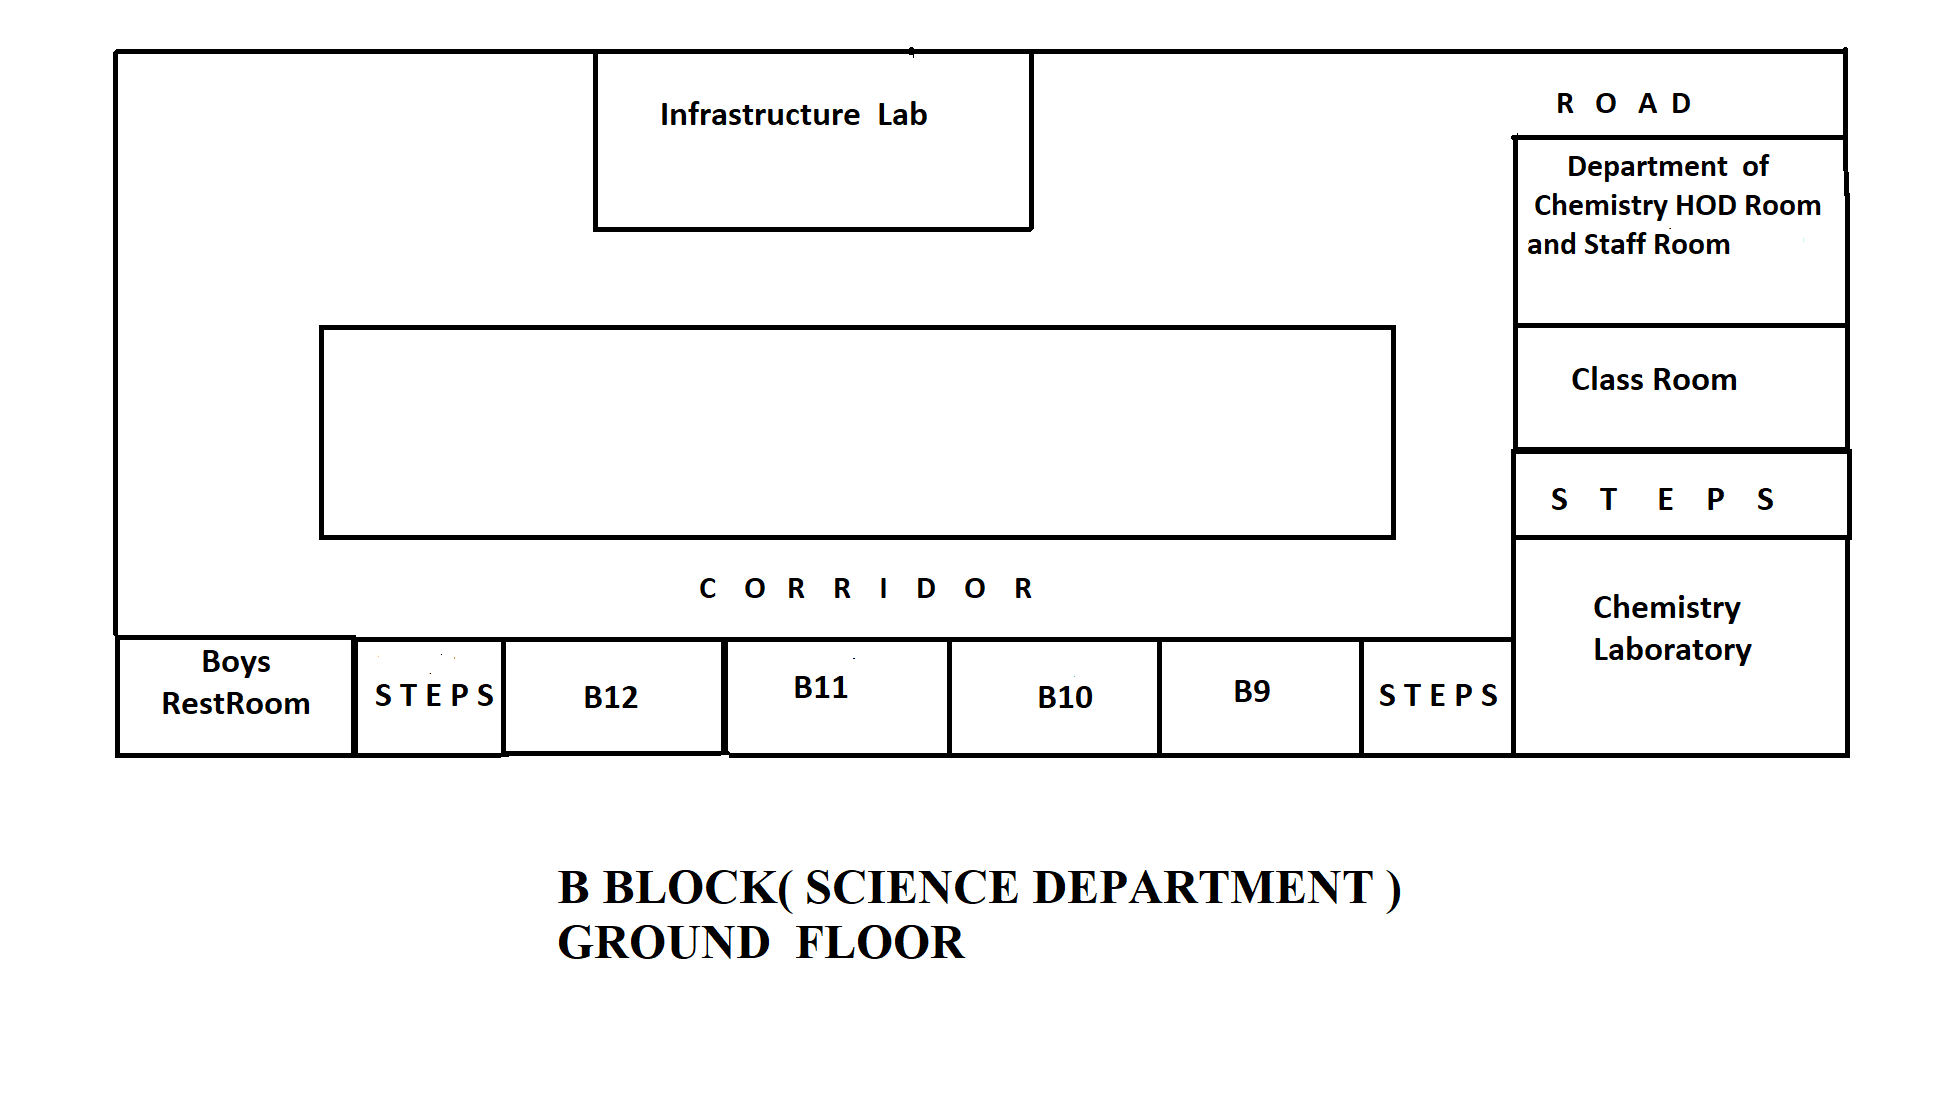 Infrastructure Lab
R O A D
Department of
Chemistry HOD Room
and Staff Room
Class Room
S T E P S
C O R R I D O R
Chemistry
Laboratory
Boys
RestRoom
S T E P S
B12
B11
B10
B9
S T E P S
B BLOCK( SCIENCE DEPARTMENT )
GROUND FLOOR